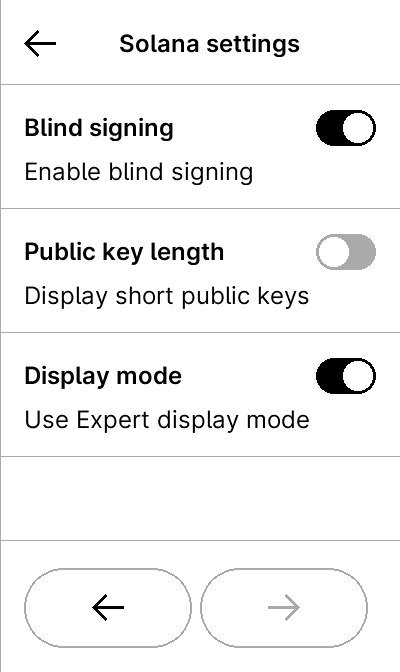 Solana settings
Blind signing
Enable blind signing
Public key length
Display short public keys
Display mode
Use Expert display mode